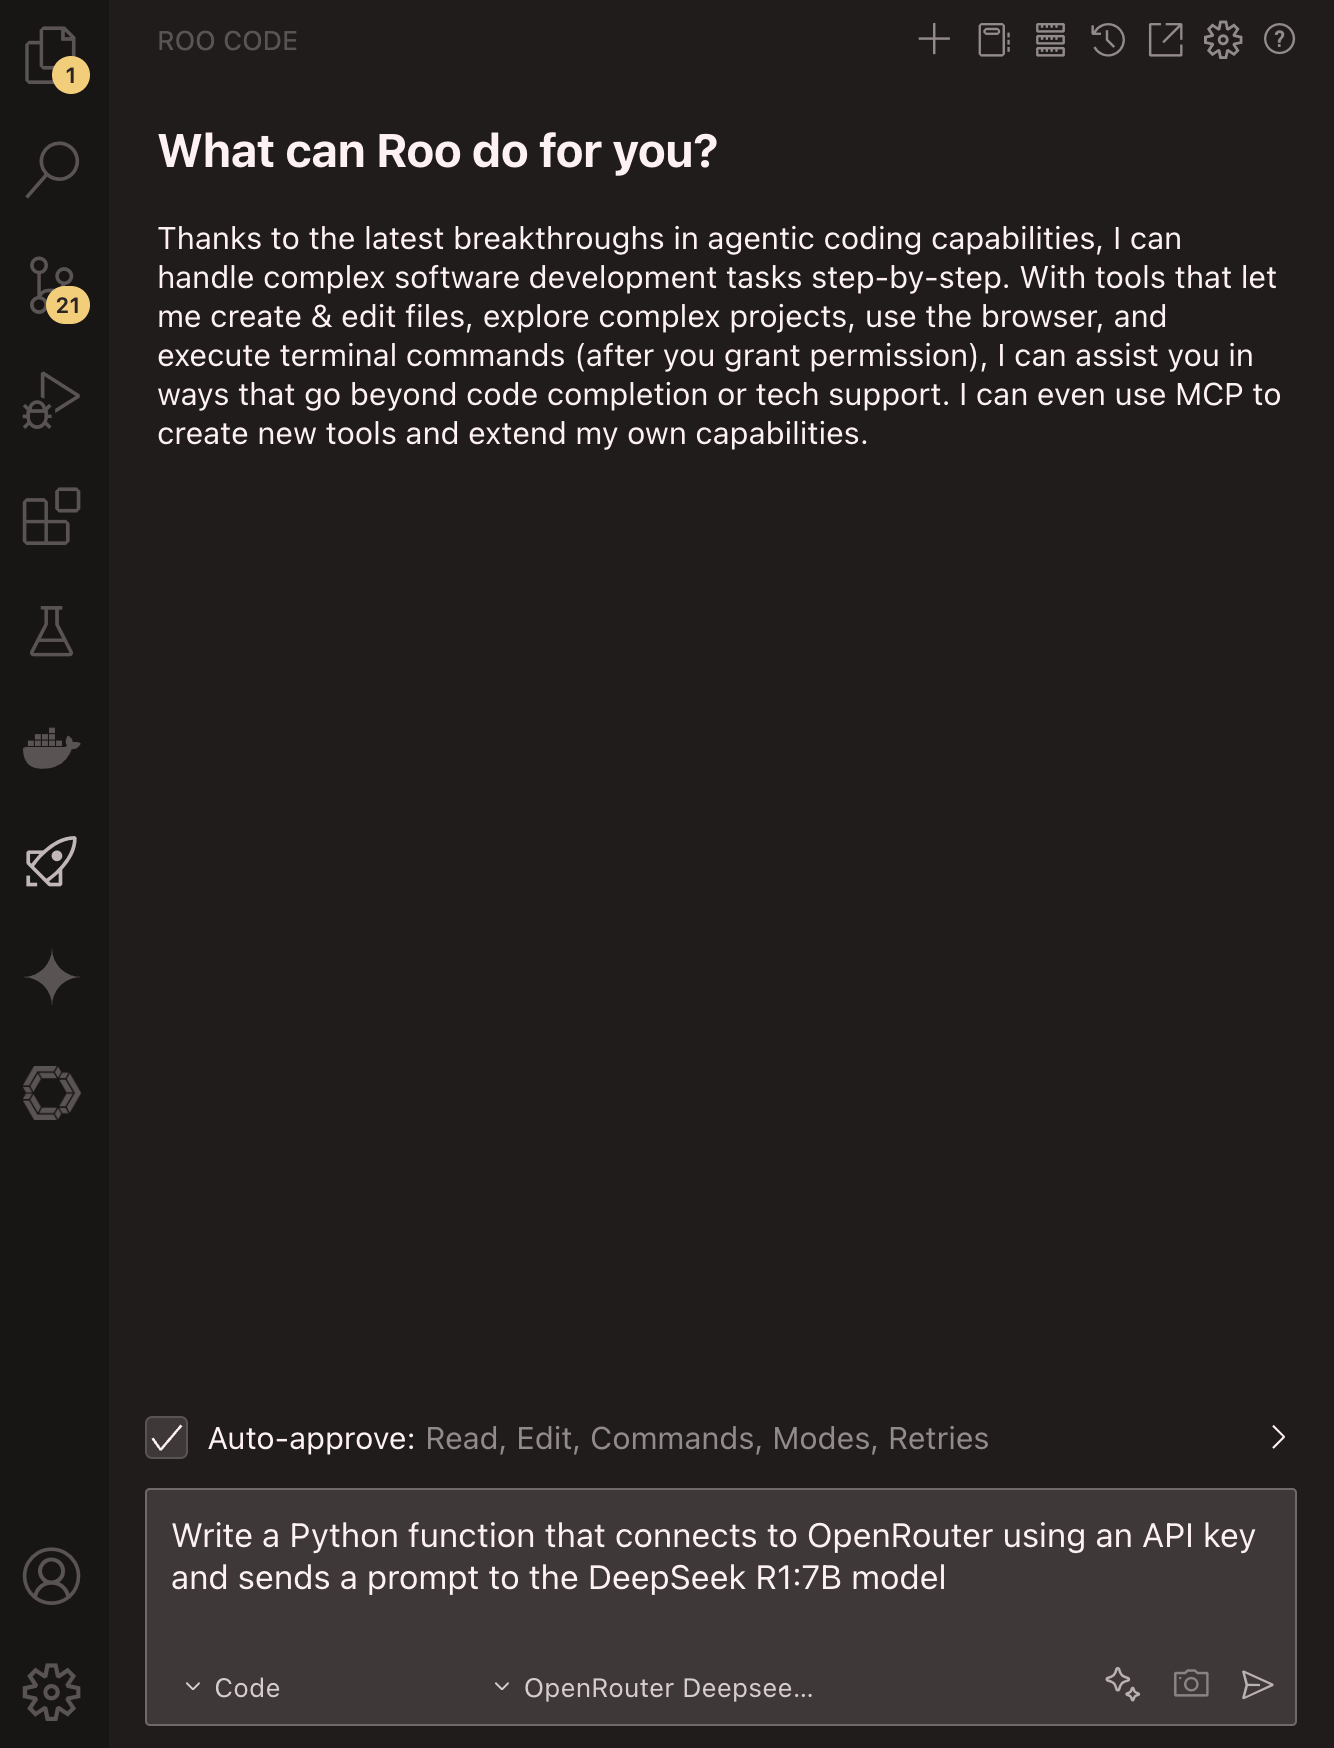 ROO CODE
1
What can Roo do for you?
21
Thanks to the latest breakthroughs in agentic coding capabilities, I can
handle complex software development tasks step-by-step. With tools that let
me create & edit files, explore complex projects, use the browser, and
execute terminal commands (after you grant permission), I can assist you in
ways that go beyond code completion or tech support. I can even use MCP to
create new tools and extend my own capabilities.
Auto-approve: Read, Edit, Commands, Modes, Retries
Write a Python function that connects to OpenRouter using an API key
and sends a prompt to the DeepSeek R1:7B model
Code
OpenRouter Deepsee...